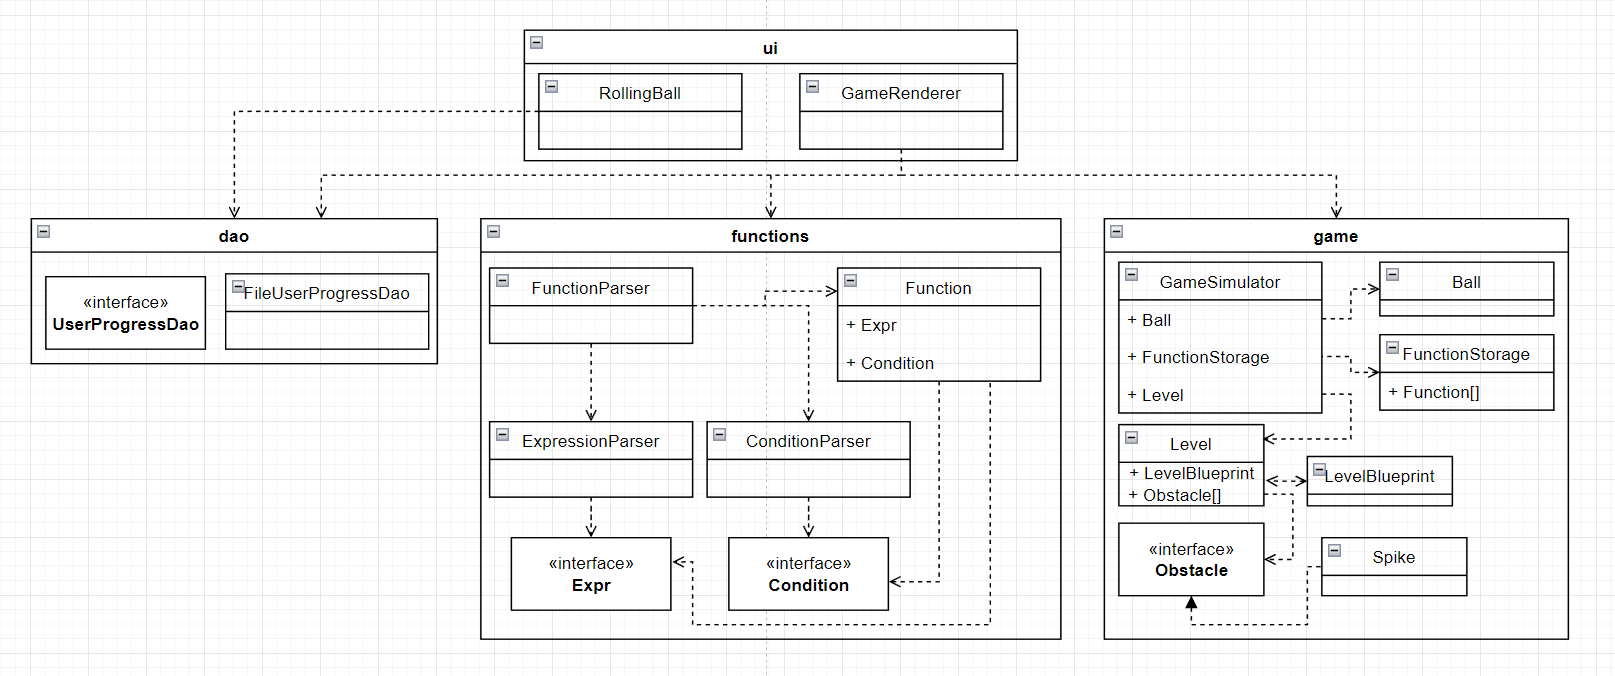 ui
RollingBall
GameRenderer
dao
«interface»
UserProgressDao
FileUserProgressDao
functions
FunctionParser
Function
+ Expr
+ Condition
ExpressionParser
ConditionParser
«interface»
Expr
«interface»
Condition
game
GameSimulator
+ Ball
+ FunctionStorage
+ Level
Ball
FunctionStorage
+ Function[]
Level
+ LevelBlueprint
+ Obstacle[]
LevelBlueprint
«interface»
Obstacle
Spike